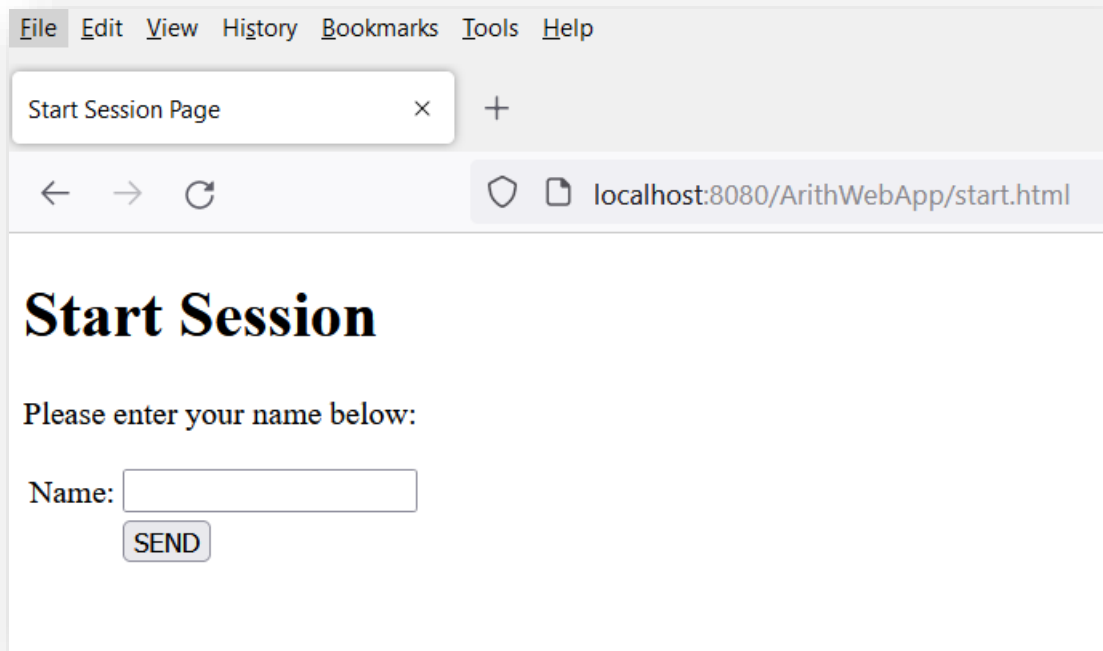 File Edit View History Bookmarks Tools Help
Start Session Page
localhost:8080/ArithWebApp/start.html
Start Session
Please enter your name below:
Name:
SEND